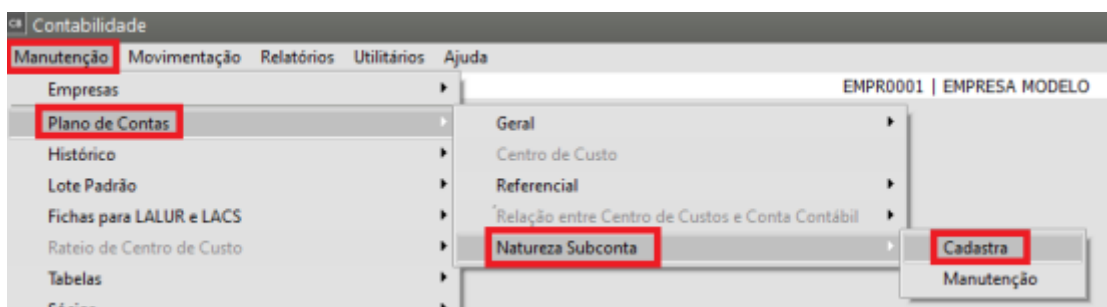 CB Contabilidade
Manutenção Movimentação Relatórios Utilitários Ajuda
EMPR0001 | EMPRESA MODELO
Empresas
Plano de Contas
Histórico
Lote Padrão
Fichas para LALUR e LACS
Rateio de Centro de Custo
Tabelas
Geral
Centro de Custo
Referencial
Relação entre Centro de Custos e Conta Contábil
Natureza Subconta
Cadastra
Manutenção